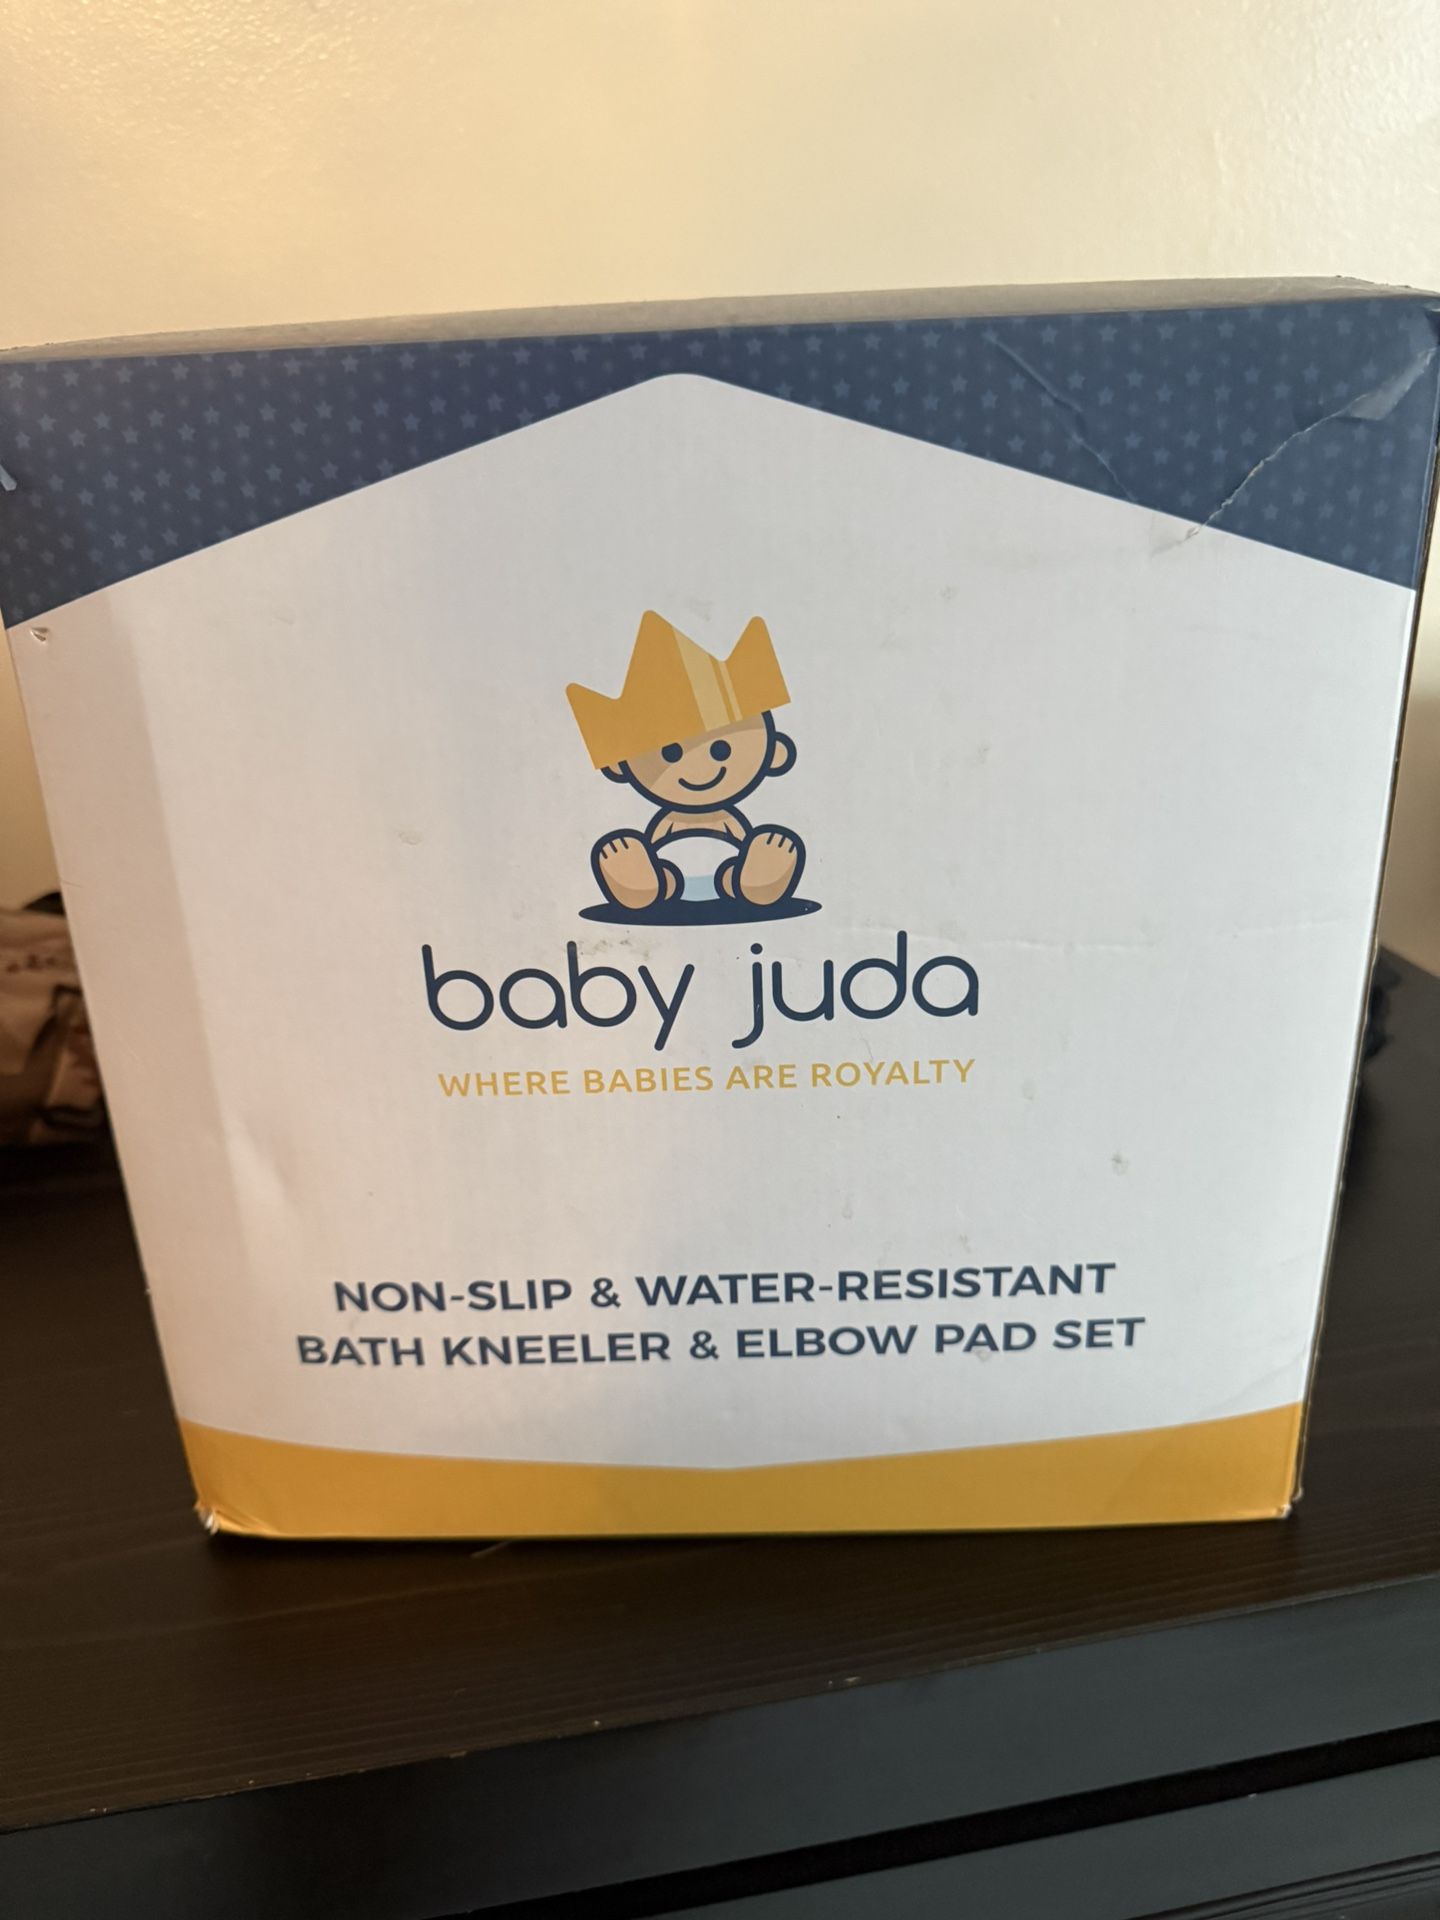 baby juda
WHERE BABIES ARE ROYALTY
NON-SLIP & WATER-RESISTANT
BATH KNEELER & ELBOW PAD SET